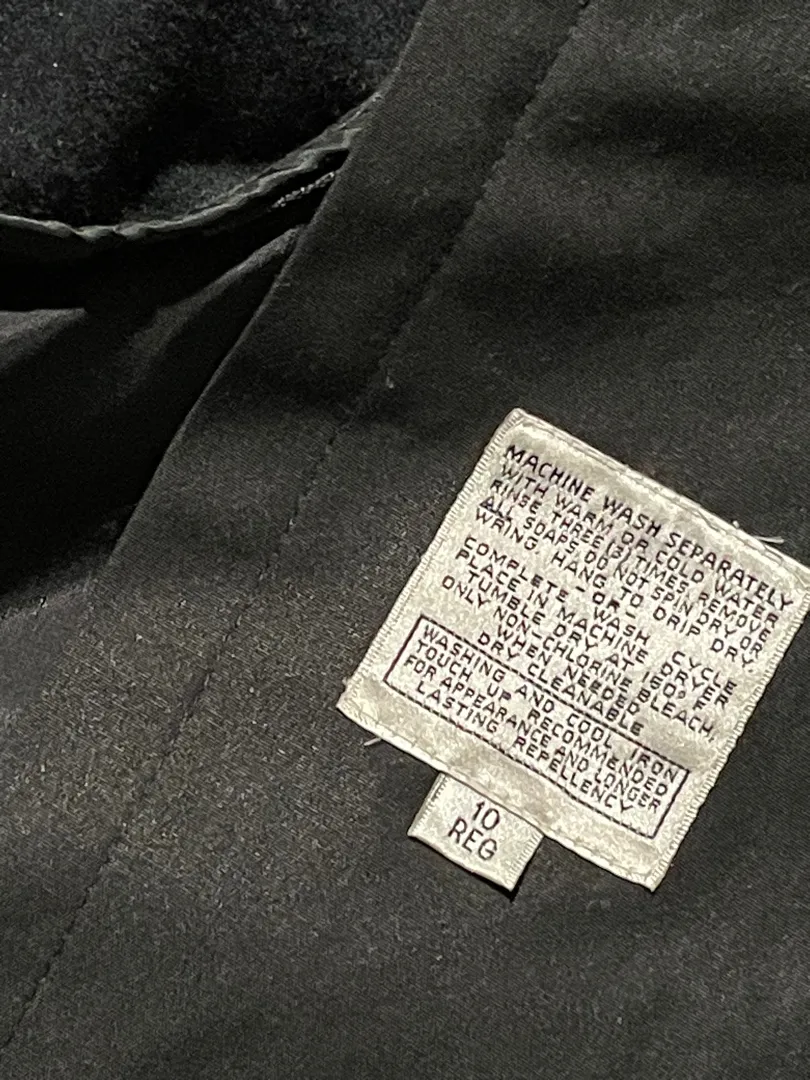 MACHINE WASH SEPARATELY
WITH WARM OR COLD WATER
RINSE THREE (3) TIMES, REMOVE
ALL SOAPS. DO NOT SPIN DRY OR
WRING, HANG TO DRIP DRY.
- OR -
COMPLETE WASH CYCLE
PLACE IN MACHINE DRYER
TUMBLE DRY AT 160° F
ONLY NON-CHLORINE BLEACH,
WHEN NEEDED
DRY CLEANABLE
WASHING AND COOL IRON
TOUCH UP RECOMMENDED
FOR APPEARANCE AND LONGER
LASTING REPELLENCY
10
REG